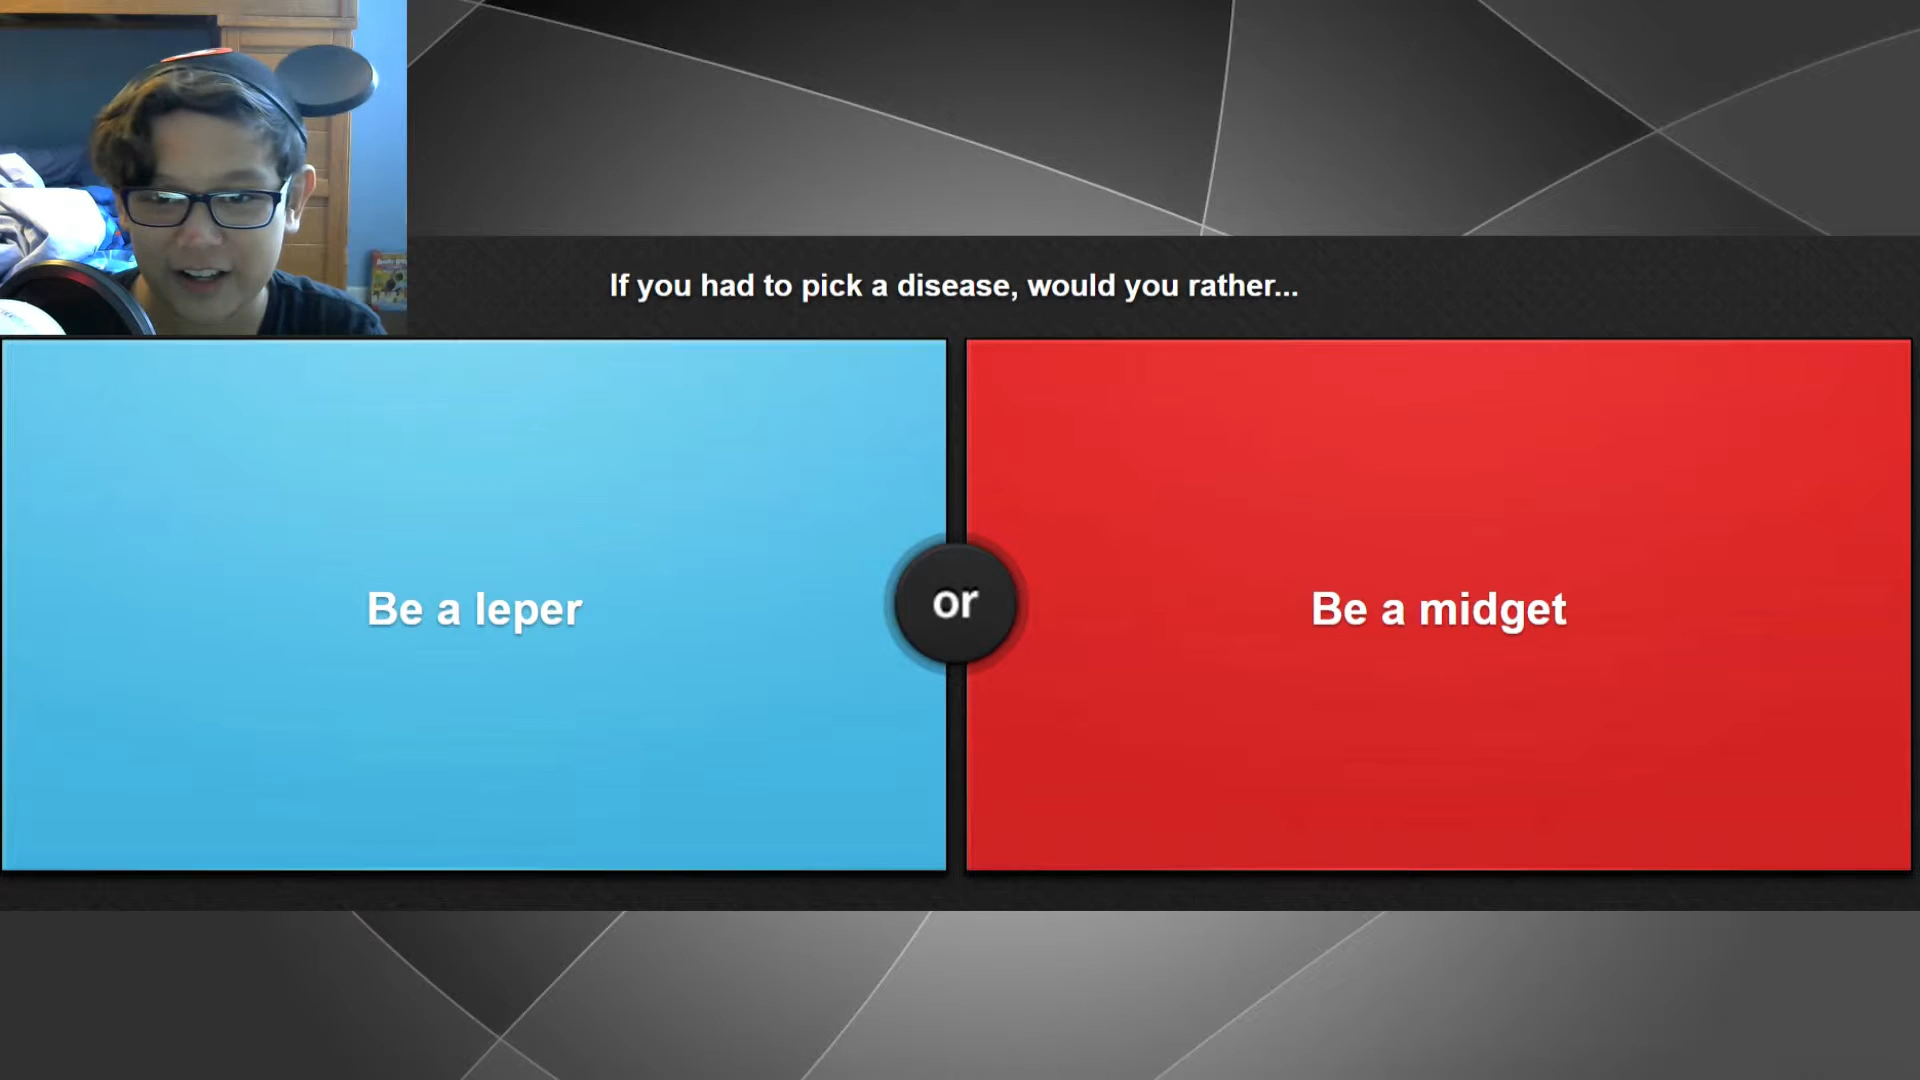 If you had to pick a disease, would you rather...
Be a leper
or
Be a midget